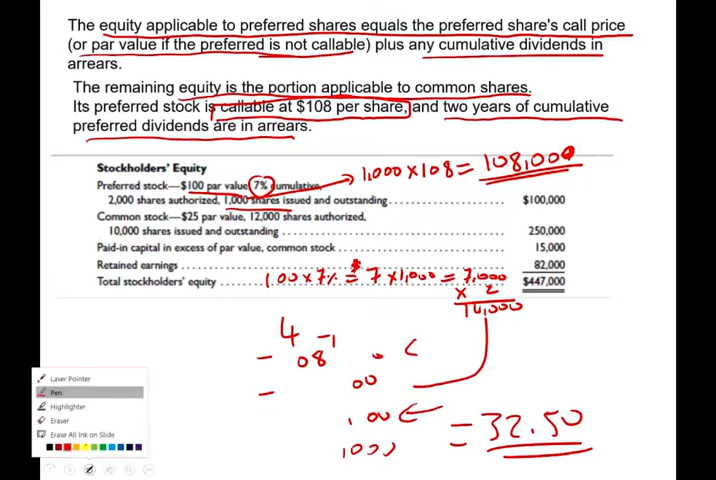 The equity applicable to preferred shares equals the preferred share's call price
(or par value if the preferred is not callable) plus any cumulative dividends in
arrears.
The remaining equity is the portion applicable to common shares.
Its preferred stock is callable at $108 per share, and two years of cumulative
preferred dividends are in arrears.
1,000 × 108 = 108,000
Stockholders' Equity
Preferred stock—$100 par value, 7% cumulative,
2,000 shares authorized, 1,000 shares issued and outstanding $100,000
Common stock—$25 par value, 12,000 shares authorized,
10,000 shares issued and outstanding 250,000
Paid-in capital in excess of par value, common stock 15,000
Retained earnings 82,000
1.00 × 7% = $7 × 1,000 = 7,000
Total stockholders' equity $447,000
× 2
14,000
4
08
00
= 32.50
Laser Pointer
Pen
Highlighter
Eraser
Erase All Ink on Slide